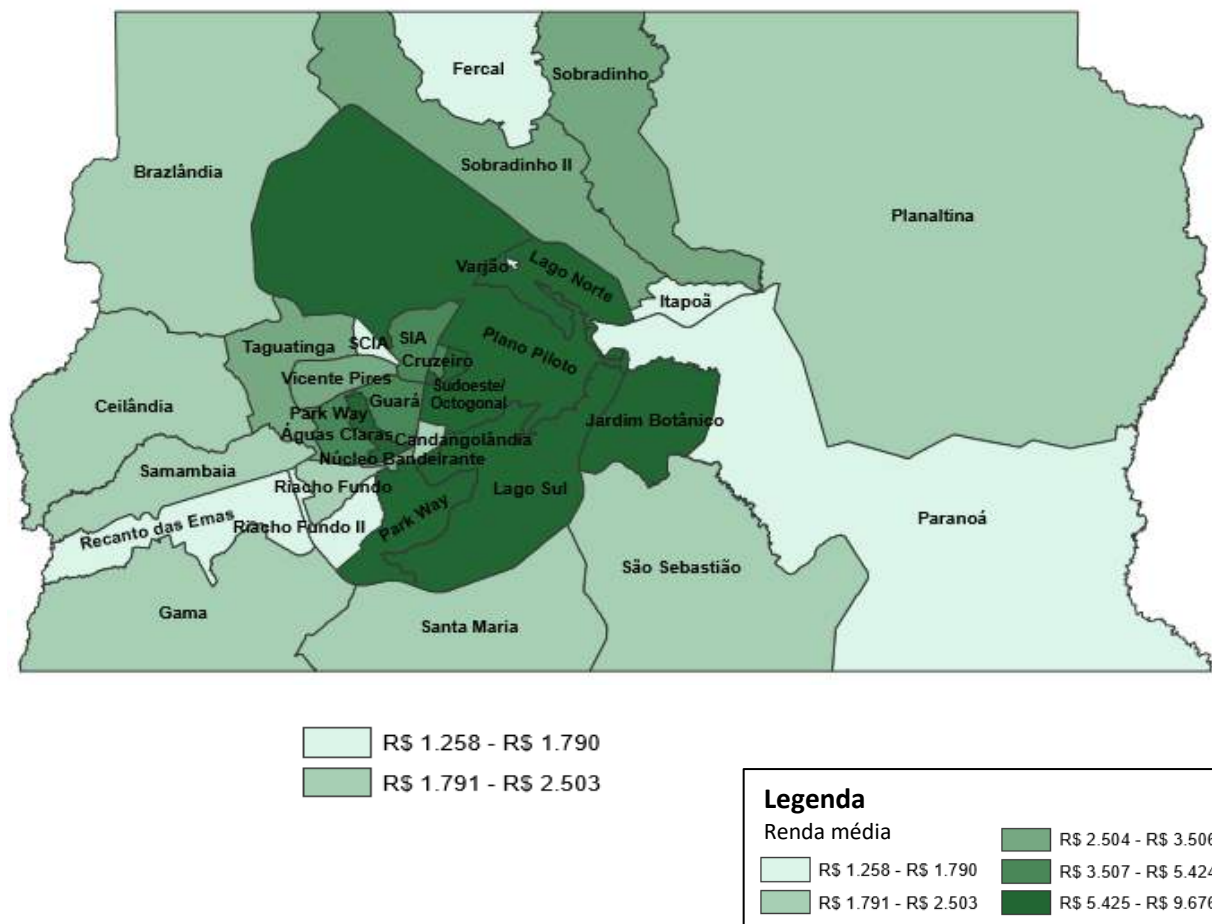 Fercal
Sobradinho
Brazlândia
Sobradinho II
Planaltina
Varjão
Lago Norte
Itapoã
Taguatinga
SCIA
SIA
Plano Piloto
Cruzeiro
Vicente Pires
Sudoeste/
Octogonal
Ceilândia
Park Way
Guará
Jardim Botânico
Águas Claras
Candangolândia
Núcleo Bandeirante
Samambaia
Riacho Fundo
Lago Sul
Recanto das Emas
Riacho Fundo II
Park Way
Paranoá
São Sebastião
Gama
Santa Maria
R$ 1.258 - R$ 1.790
R$ 1.791 - R$ 2.503
Legenda
Renda média
R$ 1.258 - R$ 1.790
R$ 1.791 - R$ 2.503
R$ 2.504 - R$ 3.506
R$ 3.507 - R$ 5.424
R$ 5.425 - R$ 9.676